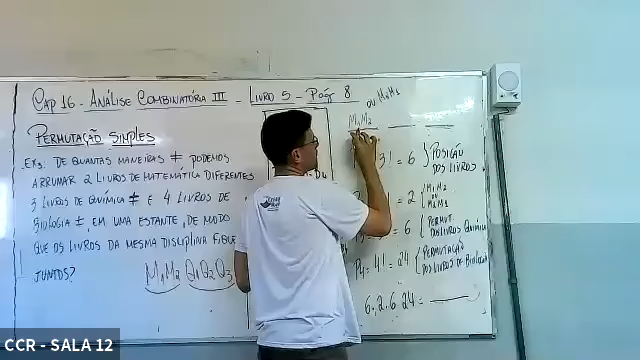 CAP 16 - ANÁLISE COMBINATÓRIA III - LIVRO 5 - PÁG 8
PERMUTAÇÃO SIMPLES
EX1: DE QUANTAS MANEIRAS ≠ PODEMOS
ARRUMAR 2 LIVROS DE MATEMÁTICA DIFERENTES
3 LIVROS DE QUÍMICA ≠ E 4 LIVROS DE
BIOLOGIA ≠, EM UMA ESTANTE, DE MODO
QUE OS LIVROS DA MESMA DISCIPLINA FIQUE
JUNTOS?
M1M2 Q1Q2Q3
M1M2 OU M2M1
3! = 6 } POSIÇÃO DOS LIVROS
= 2 { M1M2 OU M2M1
= 6 { PERMUT. DOS LIVROS QUÍMICA
P4 = 4! = 24 { PERMUTAÇÃO DOS LIVROS DE BIOLOGIA
6.2.6.24 =
CCR - SALA 12